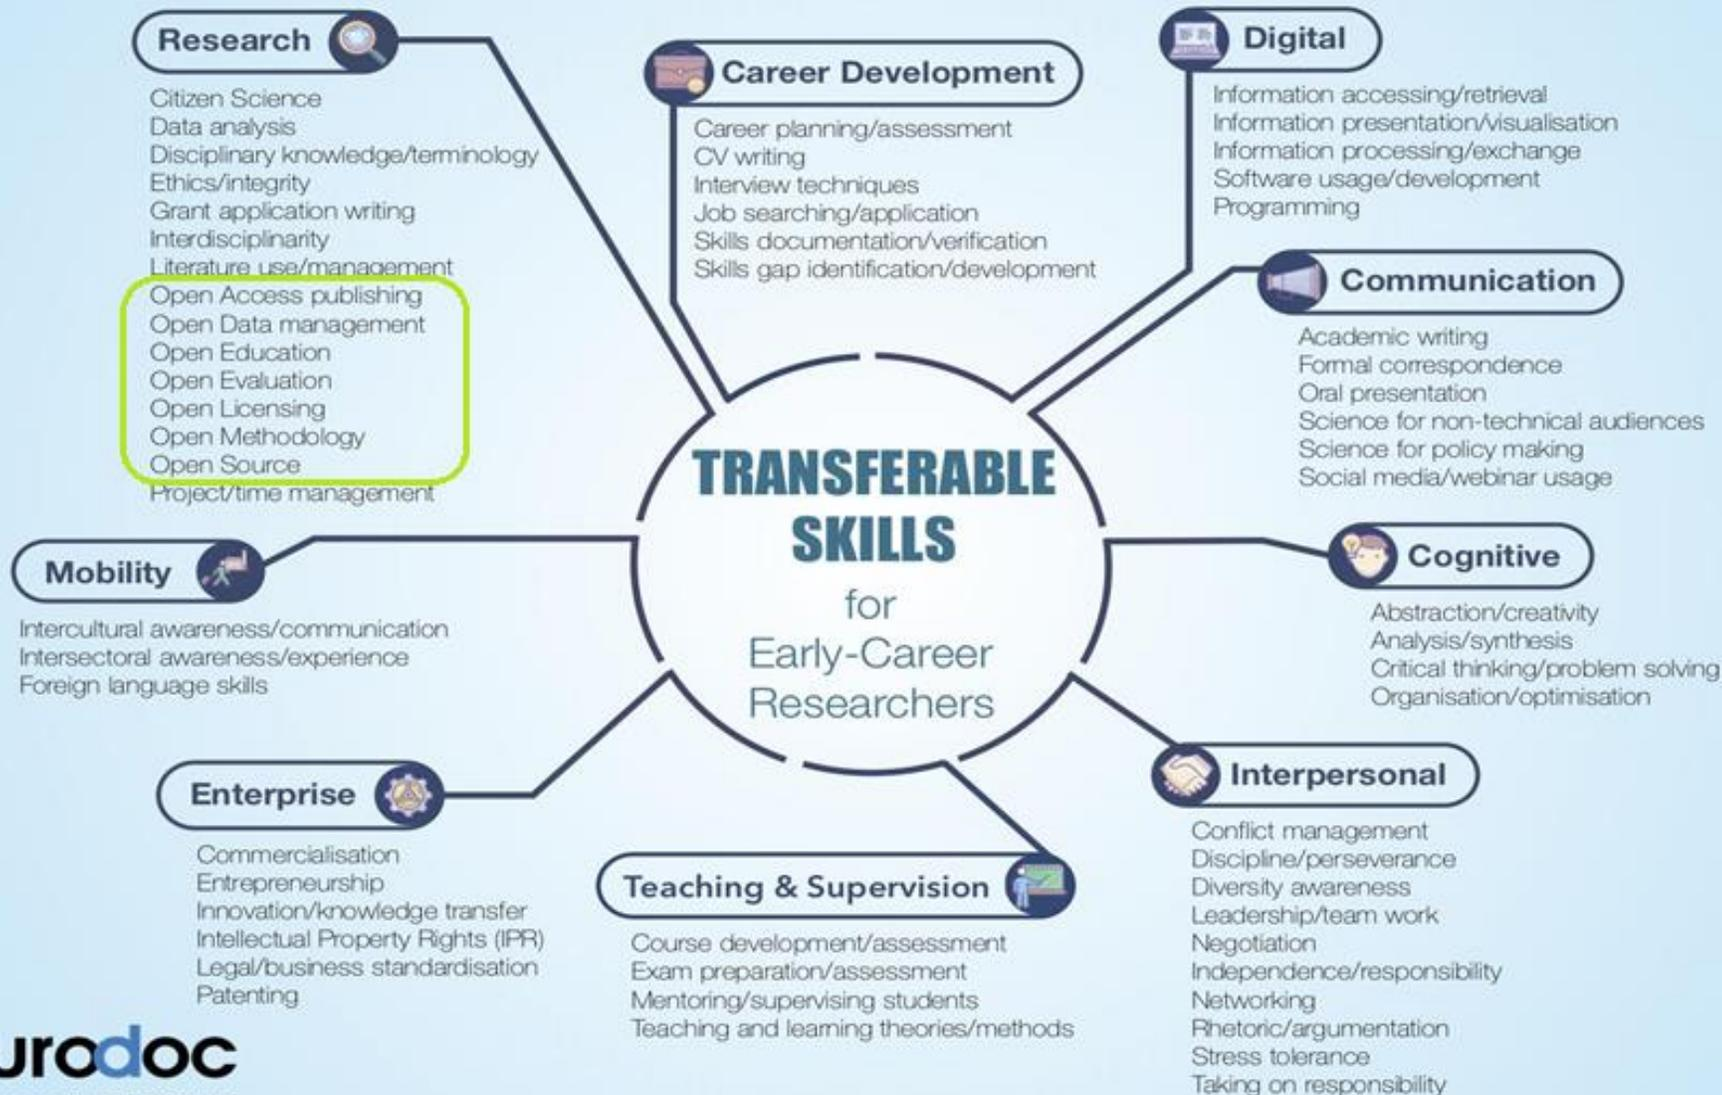 Research
Citizen Science
Data analysis
Disciplinary knowledge/terminology
Ethics/integrity
Grant application writing
Interdisciplinarity
Literature use/management
Open Access publishing
Open Data management
Open Education
Open Evaluation
Open Licensing
Open Methodology
Open Source
Project/time management
Career Development
Career planning/assessment
CV writing
Interview techniques
Job searching/application
Skills documentation/verification
Skills gap identification/development
Digital
Information accessing/retrieval
Information presentation/visualisation
Information processing/exchange
Software usage/development
Programming
Communication
Academic writing
Formal correspondence
Oral presentation
Science for non-technical audiences
Science for policy making
Social media/webinar usage
TRANSFERABLE
SKILLS
for
Early-Career
Researchers
Mobility
Intercultural awareness/communication
Intersectoral awareness/experience
Foreign language skills
Cognitive
Abstraction/creativity
Analysis/synthesis
Critical thinking/problem solving
Organisation/optimisation
Enterprise
Commercialisation
Entrepreneurship
Innovation/knowledge transfer
Intellectual Property Rights (IPR)
Legal/business standardisation
Patenting
Teaching & Supervision
Course development/assessment
Exam preparation/assessment
Mentoring/supervising students
Teaching and learning theories/methods
Interpersonal
Conflict management
Discipline/perseverance
Diversity awareness
Leadership/team work
Negotiation
Independence/responsibility
Networking
Rhetoric/argumentation
Stress tolerance
Taking on responsibility
urodoc